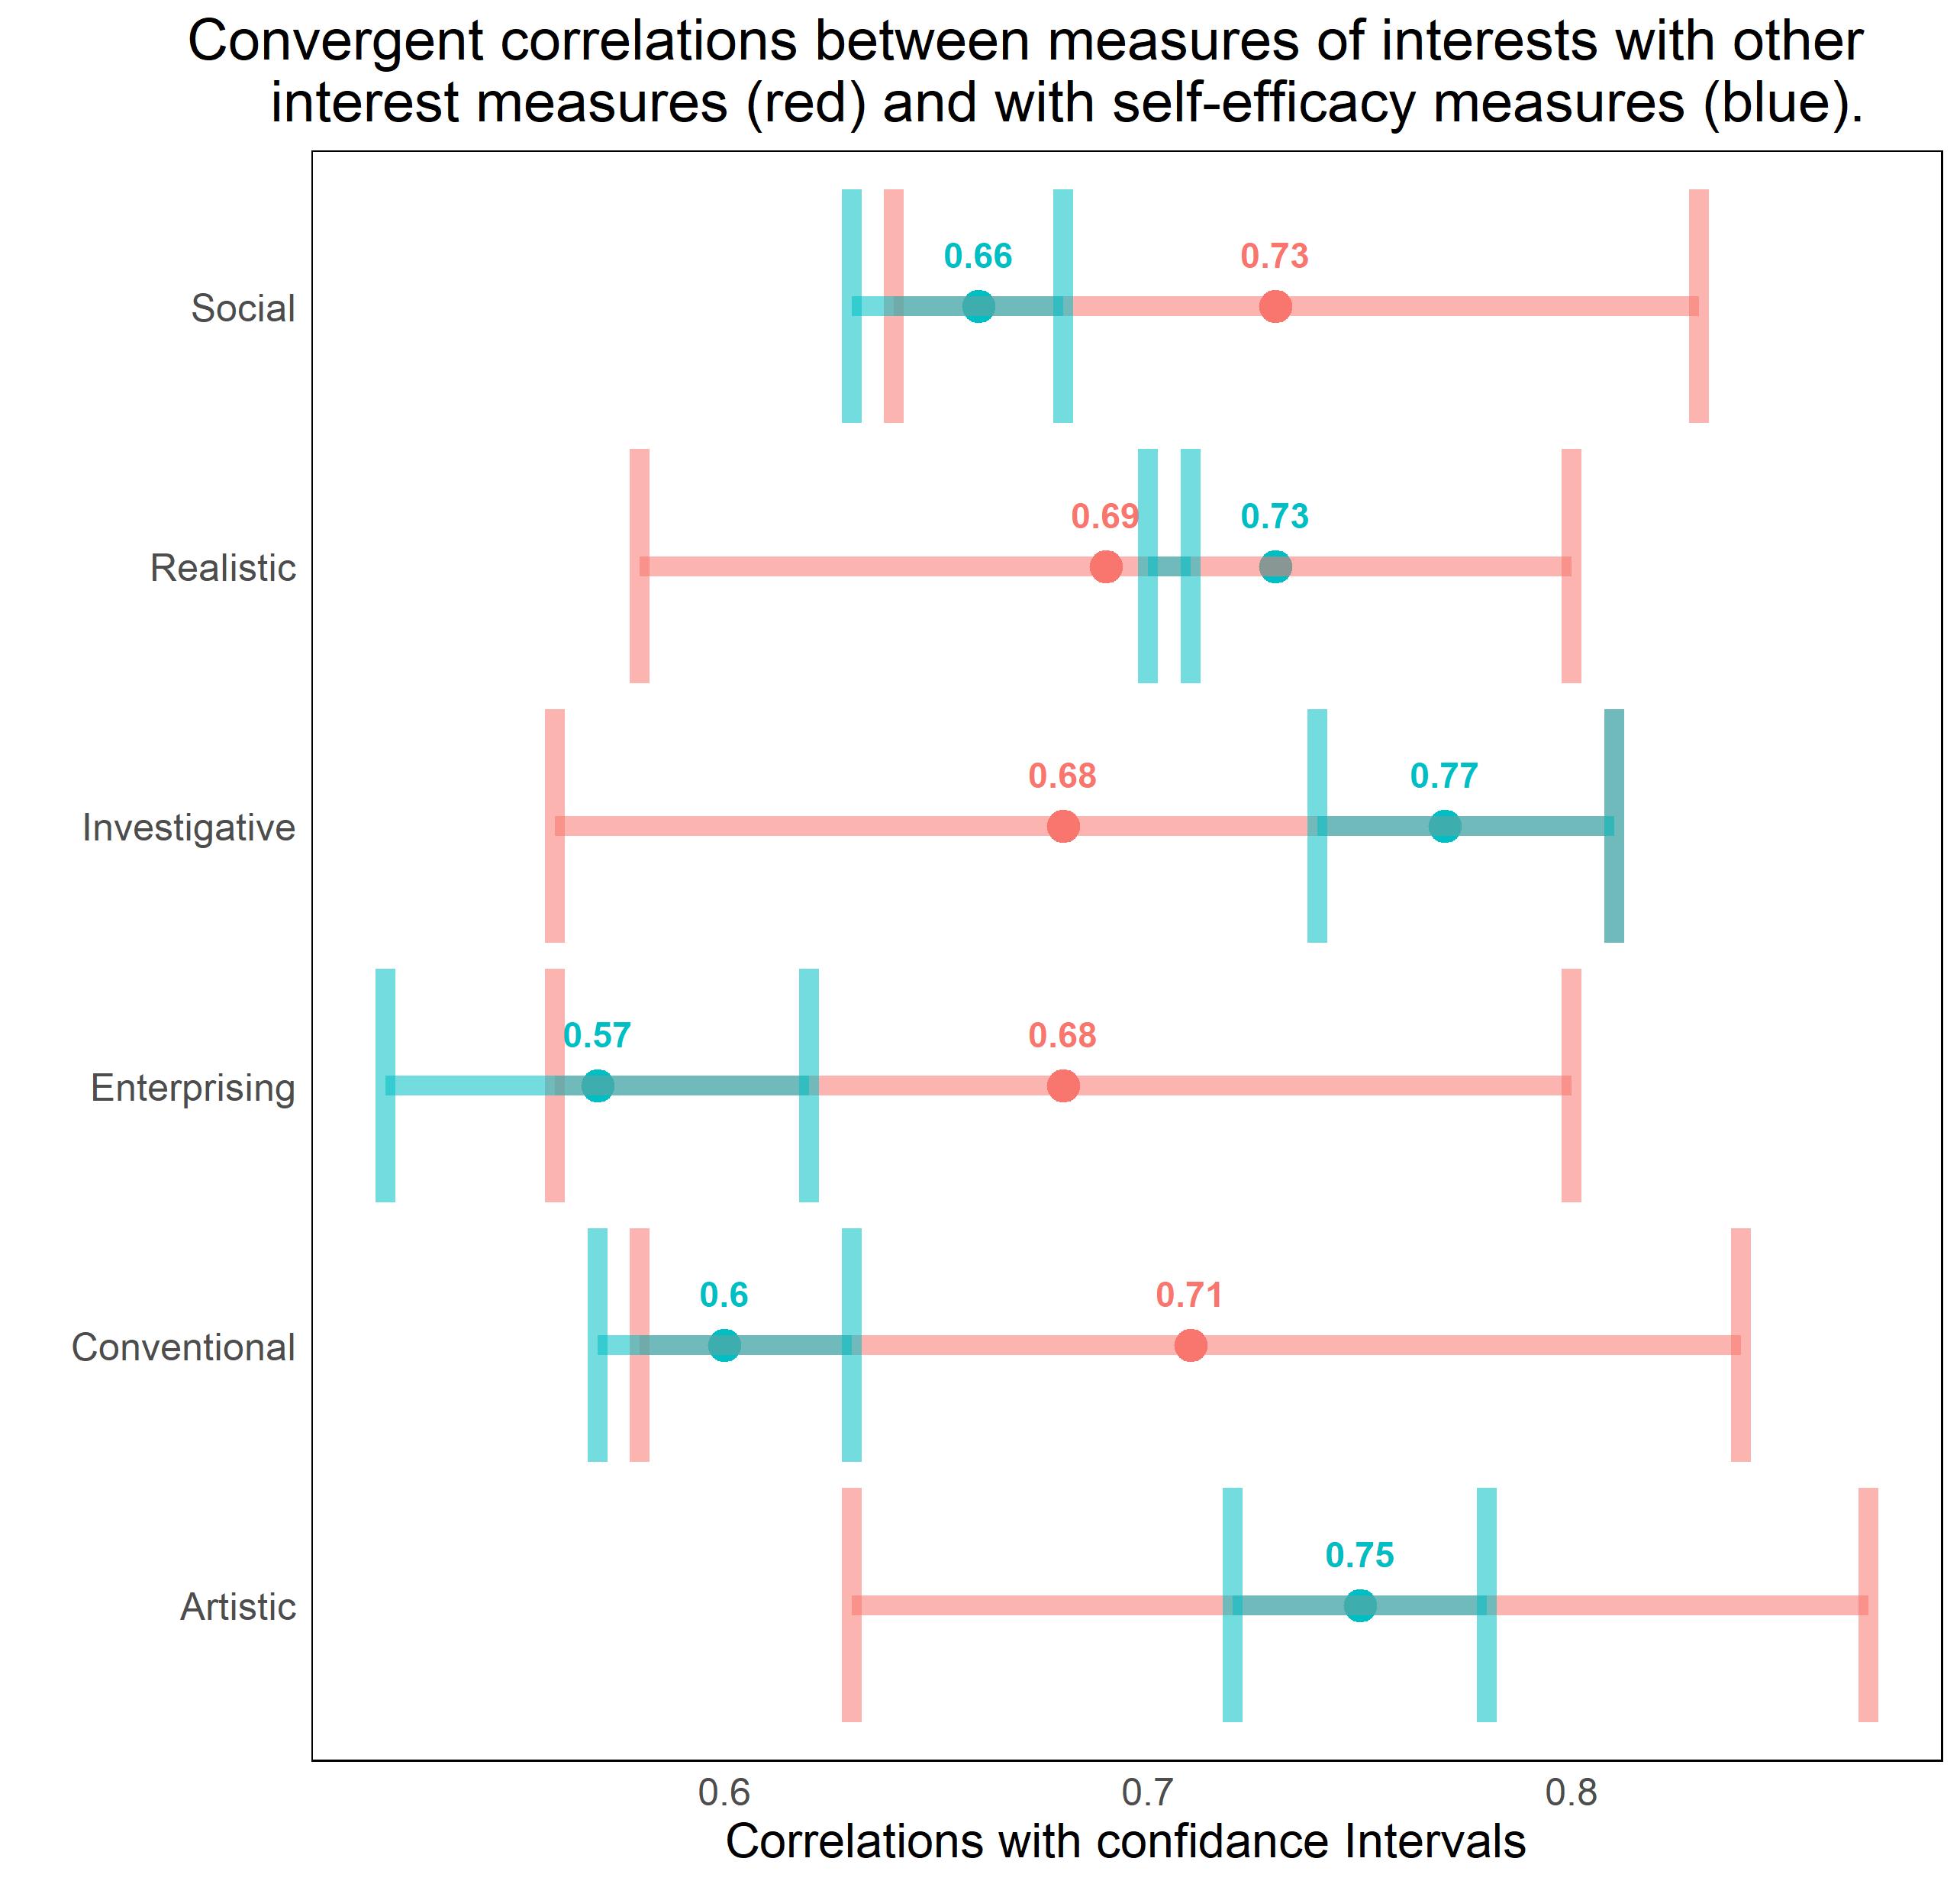 Convergent correlations between measures of interests with other
interest measures (red) and with self-efficacy measures (blue).
Social
0.66
0.73
Realistic
0.69
0.73
Investigative
0.68
0.77
Enterprising
0.57
0.68
Conventional
0.6
0.71
Artistic
0.75
0.6
0.7
0.8
Correlations with confidance Intervals